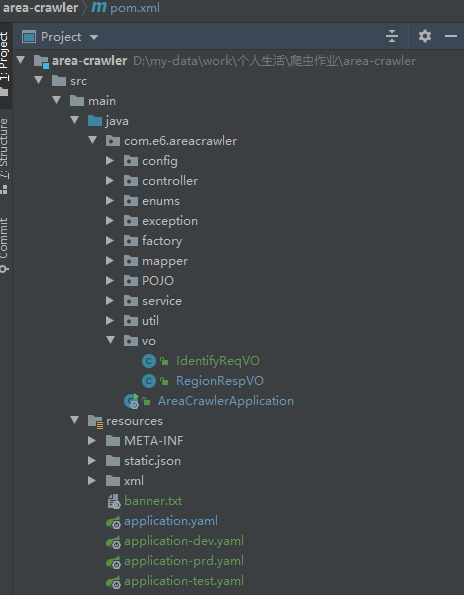 area-crawler pom.xml
1: Project
Project
area-crawler D:\my-data\work\个人生活\爬虫作业\area-crawler
src
main
java
com.e6.areacrawler
config
controller
enums
exception
factory
mapper
POJO
service
util
vo
IdentifyReqVO
RegionRespVO
AreaCrawlerApplication
resources
META-INF
static.json
xml
banner.txt
application.yaml
application-dev.yaml
application-prd.yaml
application-test.yaml
7: Structure
Commit